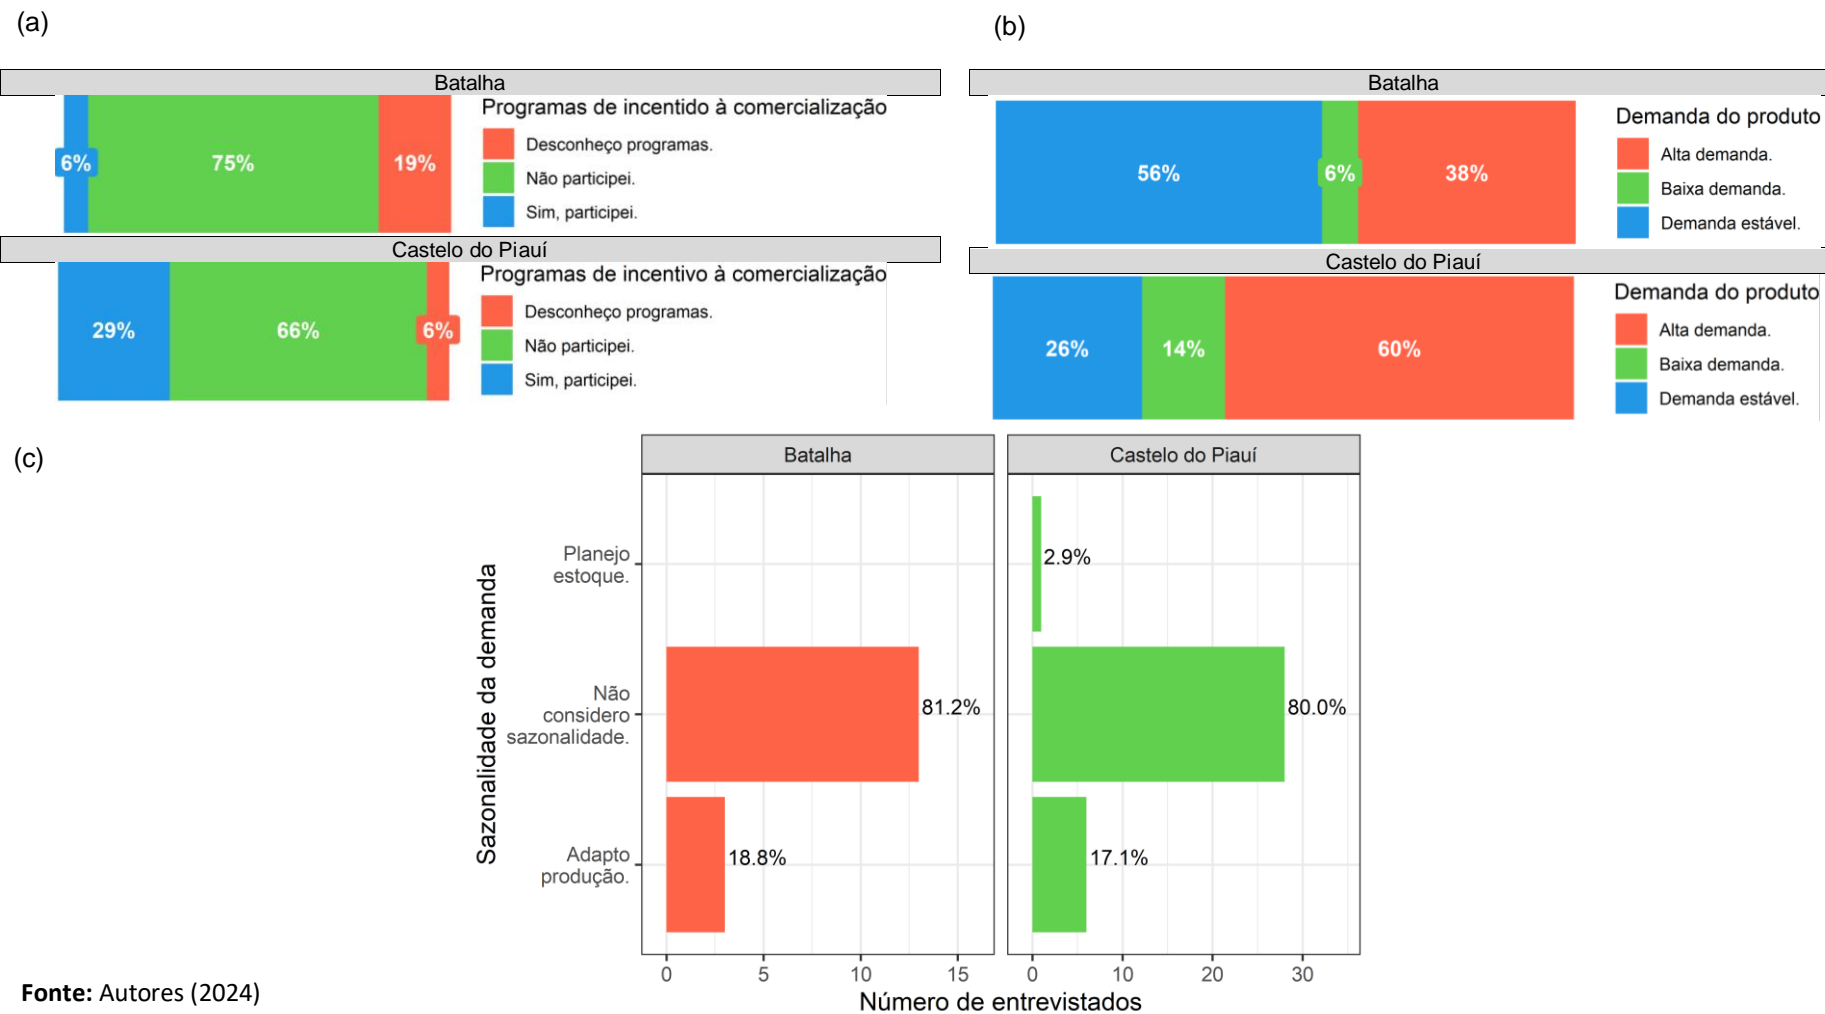 (a)
Batalha
Programas de incentido à comercialização
6%
75%
19%
Desconheço programas.
Não participei.
Sim, participei.
Castelo do Piauí
Programas de incentivo à comercialização
29%
66%
6%
Desconheço programas.
Não participei.
Sim, participei.
(b)
Batalha
Demanda do produto
56%
6%
38%
Alta demanda.
Baixa demanda.
Demanda estável.
Castelo do Piauí
Demanda do produto
26%
14%
60%
Alta demanda.
Baixa demanda.
Demanda estável.
(c)
Batalha
Castelo do Piauí
Sazonalidade da demanda
Planejo
estoque.
2.9%
Não
considero
sazonalidade.
81.2%
80.0%
Adapto
produção.
18.8%
17.1%
0 5 10 15
0 10 20 30
Número de entrevistados
Fonte: Autores (2024)